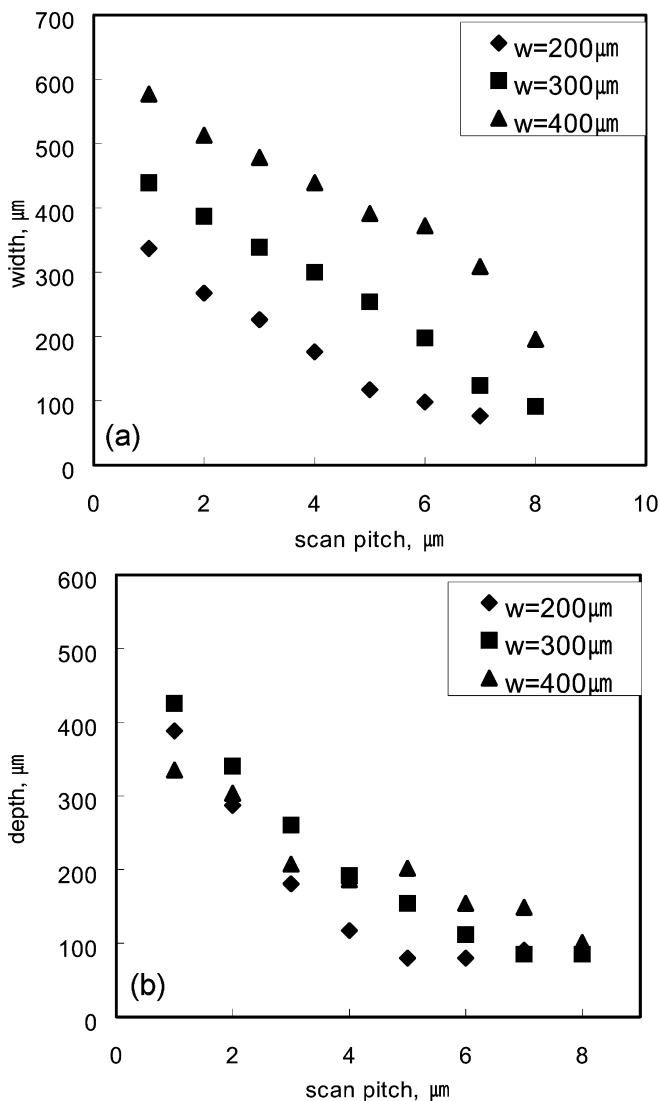 700
600
500
400
300
200
100
0
width, μm
w=200μm
w=300μm
w=400μm
(a)
0 2 4 6 8 10
scan pitch, μm
600
500
400
300
200
100
0
depth, μm
w=200μm
w=300μm
w=400μm
(b)
0 2 4 6 8
scan pitch, μm